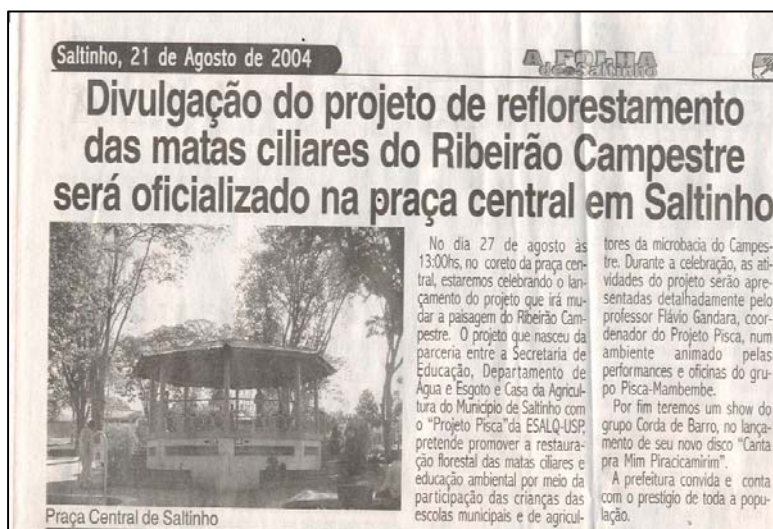 Saltinho, 21 de Agosto de 2004
A FOLHA
de Saltinho
Divulgação do projeto de reflorestamento
das matas ciliares do Ribeirão Campestre
será oficializado na praça central em Saltinho
No dia 27 de agosto às
13:00hs, no coreto da praça cen-
tral, estaremos celebrando o lan-
çamento do projeto que irá mu-
dar a paisagem do Ribeirão Cam-
pestre. O projeto que nasceu da
parceria entre a Secretaria de
Educação, Departamento de
Água e Esgoto e Casa da Agricul-
tura do Municipio de Saltinho com
o "Projeto Pisca"da ESALQ-USP,
pretende promover a restaura-
ção florestal das matas ciliares e
educação ambiental por meio da
participação das crianças das
escolas municipais e de agricul-
tores da microbacia do Campes-
tre. Durante a celebração, as ati-
vidades do projeto serão apre-
sentadas detalhadamente pelo
professor Flávio Gandara, coor-
denador do Projeto Pisca, num
ambiente animado pelas
performances e oficinas do gru-
po Pisca-Mambembe.
Por fim teremos um show do
grupo Corda de Barro, no lança-
mento de seu novo disco "Canta
pra Mim Piracicamirim".
A prefeitura convida e conta
com o prestigio de toda a popu-
lação.
Praça Central de Saltinho